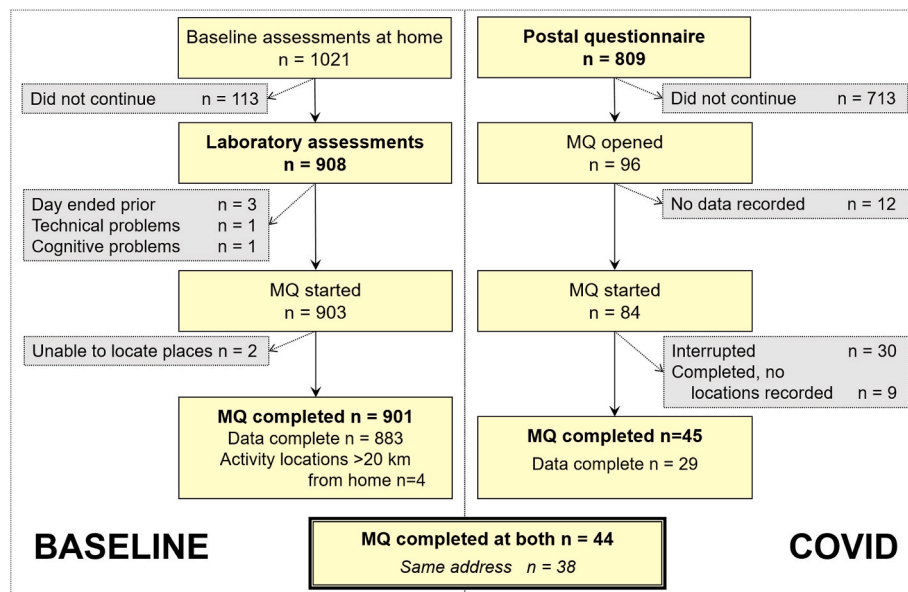 Baseline assessments at home
n = 1021
Did not continue n = 113
Laboratory assessments
n = 908
Day ended prior n = 3
Technical problems n = 1
Cognitive problems n = 1
MQ started
n = 903
Unable to locate places n = 2
MQ completed n = 901
Data complete n = 883
Activity locations >20 km
from home n=4
BASELINE
Postal questionnaire
n = 809
Did not continue n = 713
MQ opened
n = 96
No data recorded n = 12
MQ started
n = 84
Interrupted n = 30
Completed, no
locations recorded n = 9
MQ completed n=45
Data complete n = 29
COVID
MQ completed at both n = 44
Same address n = 38